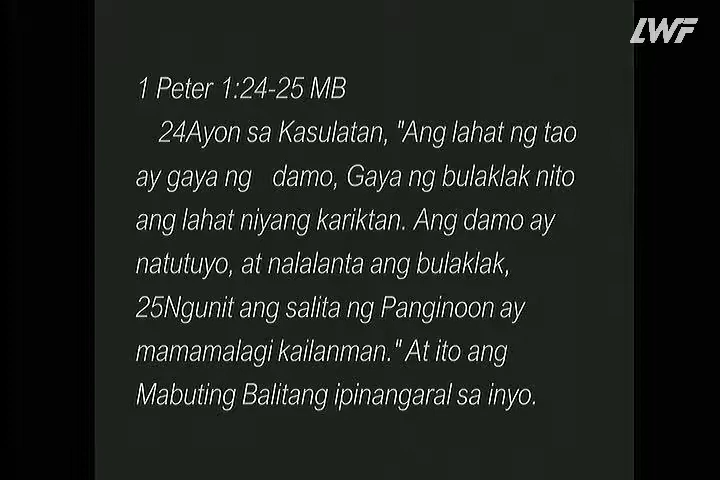 LWF
1 Peter 1:24-25 MB
24Ayon sa Kasulatan, "Ang lahat ng tao
ay gaya ng damo, Gaya ng bulaklak nito
ang lahat niyang kariktan. Ang damo ay
natutuyo, at nalalanta ang bulaklak,
25Ngunit ang salita ng Panginoon ay
mamamalagi kailanman." At ito ang
Mabuting Balitang ipinangaral sa inyo.